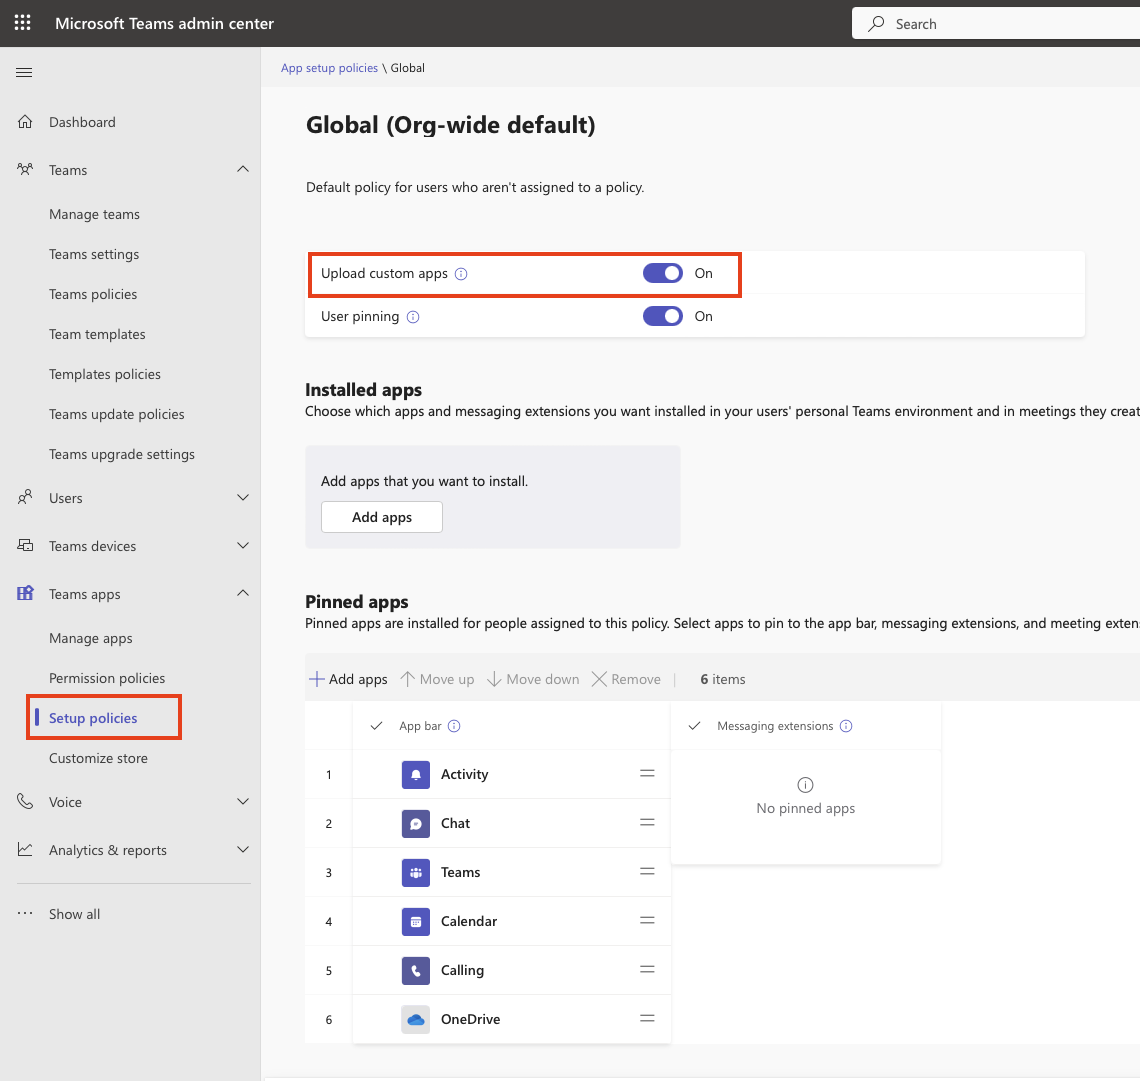 Microsoft Teams admin center
Search
App setup policies \ Global
Dashboard
Teams
Manage teams
Teams settings
Teams policies
Team templates
Templates policies
Teams update policies
Teams upgrade settings
Users
Teams devices
Teams apps
Manage apps
Permission policies
Setup policies
Customize store
Voice
Analytics & reports
Show all
Global (Org-wide default)
Default policy for users who aren't assigned to a policy.
Upload custom apps On
User pinning On
Installed apps
Choose which apps and messaging extensions you want installed in your users' personal Teams environment and in meetings they creat
Add apps that you want to install.
Add apps
Pinned apps
Pinned apps are installed for people assigned to this policy. Select apps to pin to the app bar, messaging extensions, and meeting extens
Add apps Move up Move down Remove | 6 items
App bar Messaging extensions
1 Activity
No pinned apps
2 Chat
3 Teams
4 Calendar
5 Calling
6 OneDrive